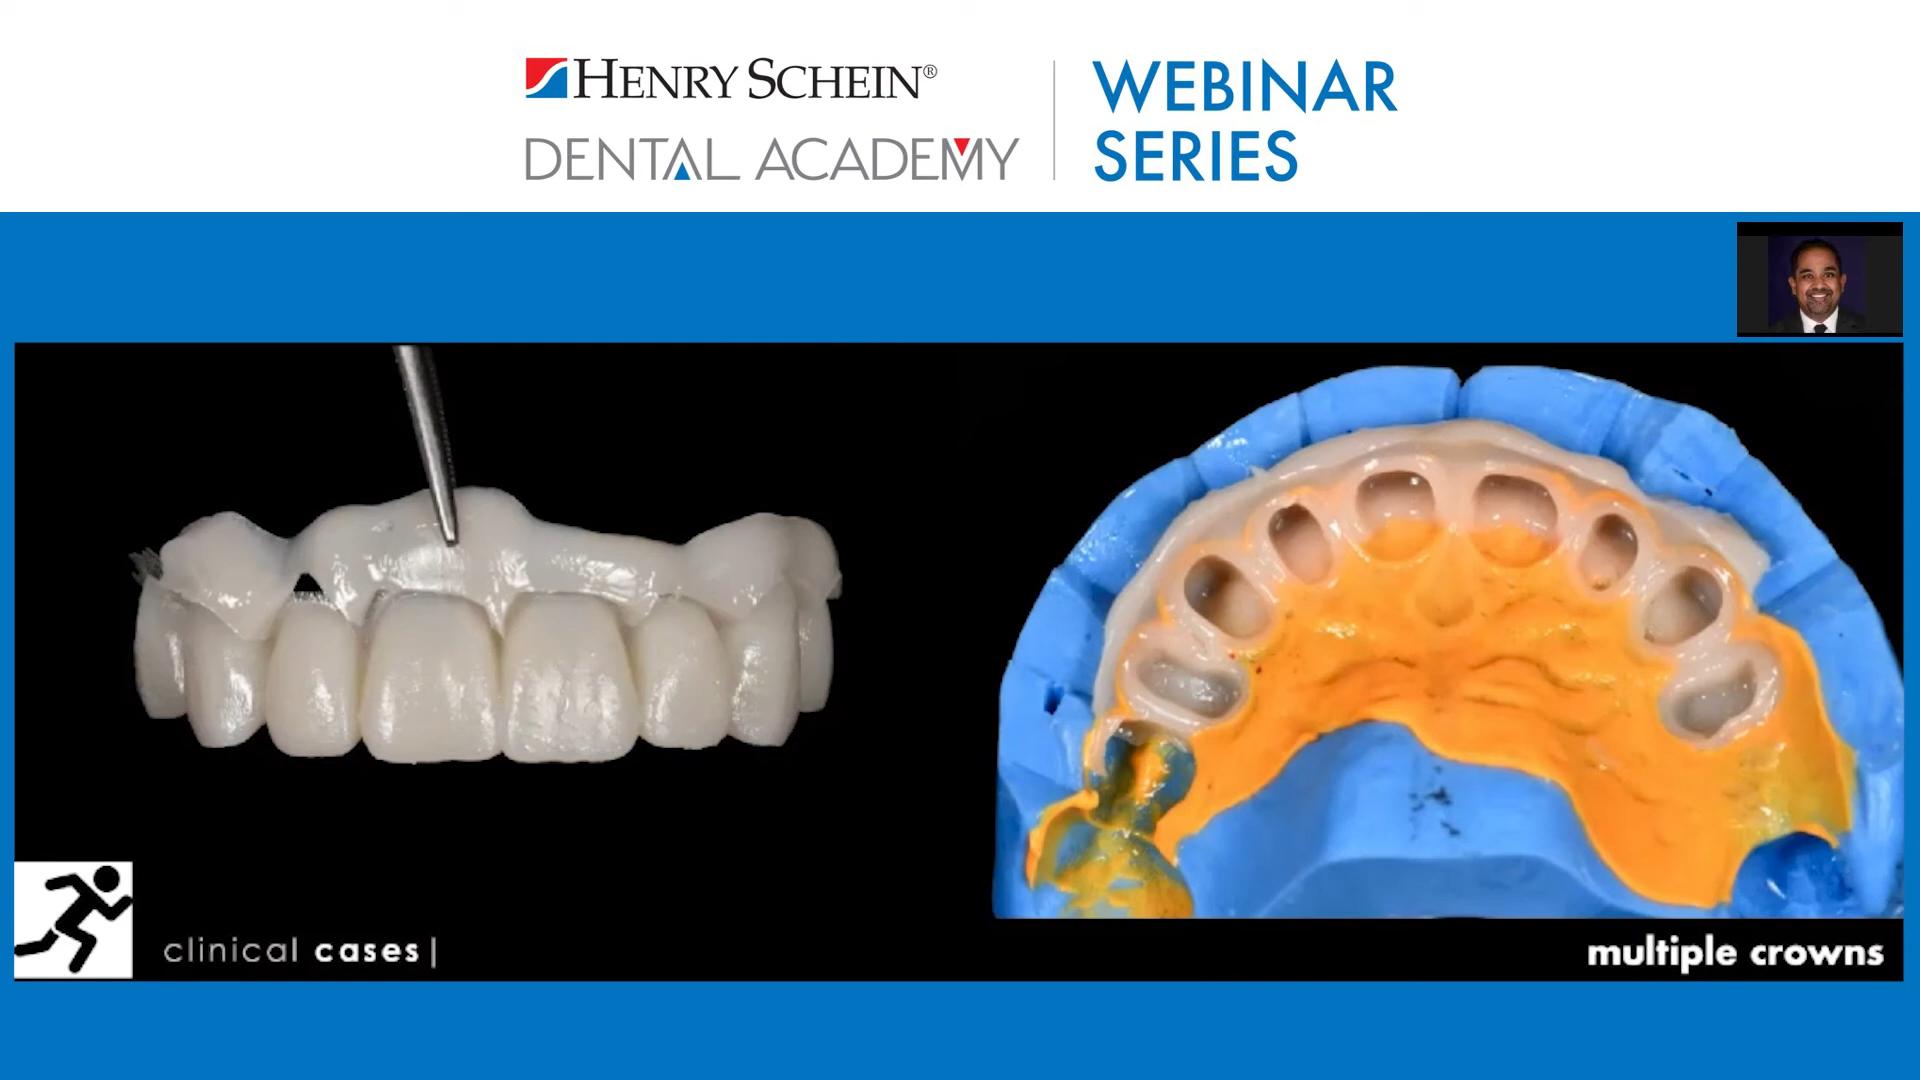 HENRY SCHEIN®
DENTAL ACADEMY
WEBINAR
SERIES
clinical cases|
multiple crowns